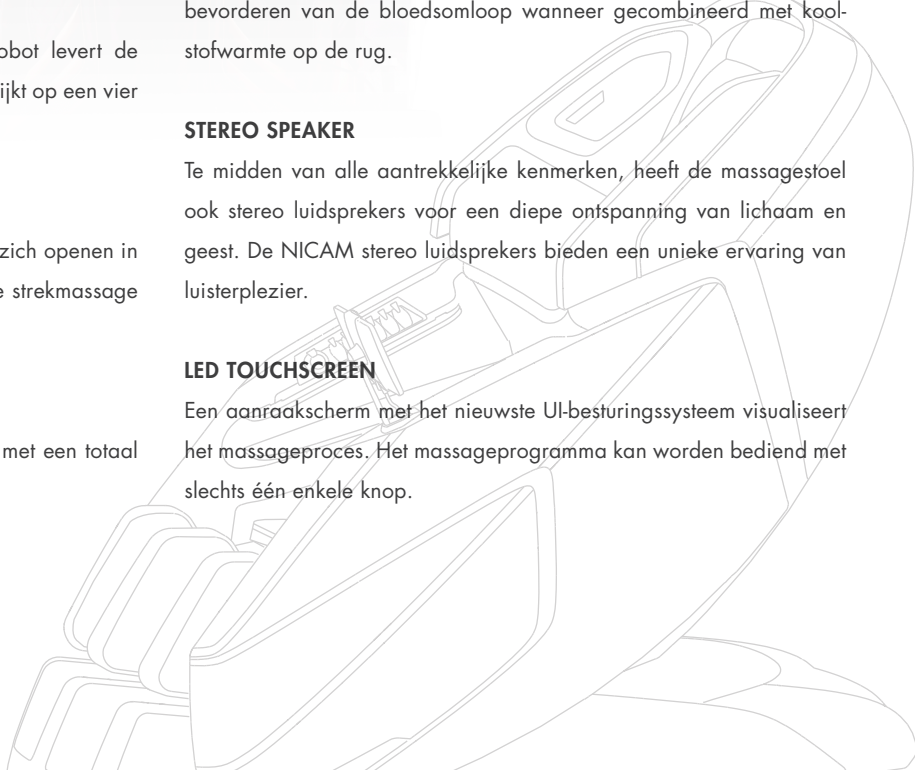 obot levert de
ijkt op een vier
zich openen in
e strekmassage
met een totaal
bevorderen van de bloedsomloop wanneer gecombineerd met kool-
stofwarmte op de rug.
STEREO SPEAKER
Te midden van alle aantrekkelijke kenmerken, heeft de massagestoel
ook stereo luidsprekers voor een diepe ontspanning van lichaam en
geest. De NICAM stereo luidsprekers bieden een unieke ervaring van
luisterplezier.
LED TOUCHSCREEN
Een aanraakscherm met het nieuwste UI-besturingssysteem visualiseert
het massageproces. Het massageprogramma kan worden bediend met
slechts één enkele knop.